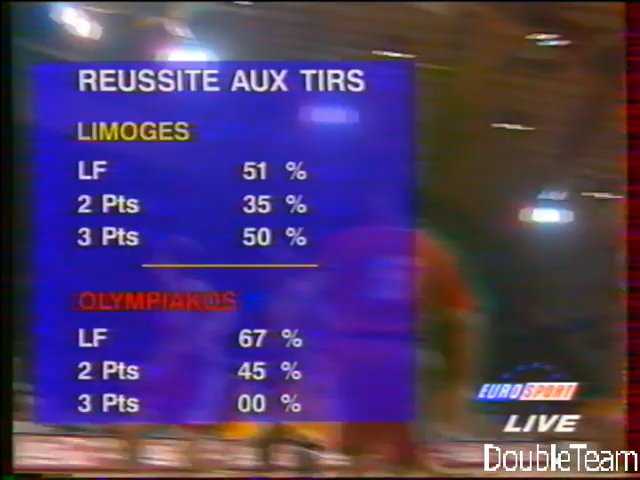 REUSSITE AUX TIRS
LIMOGES
LF 51 %
2 Pts 35 %
3 Pts 50 %
OLYMPIAKOS
LF 67 %
2 Pts 45 %
3 Pts 00 %
EUROSPORT
LIVE
DoubleTeam